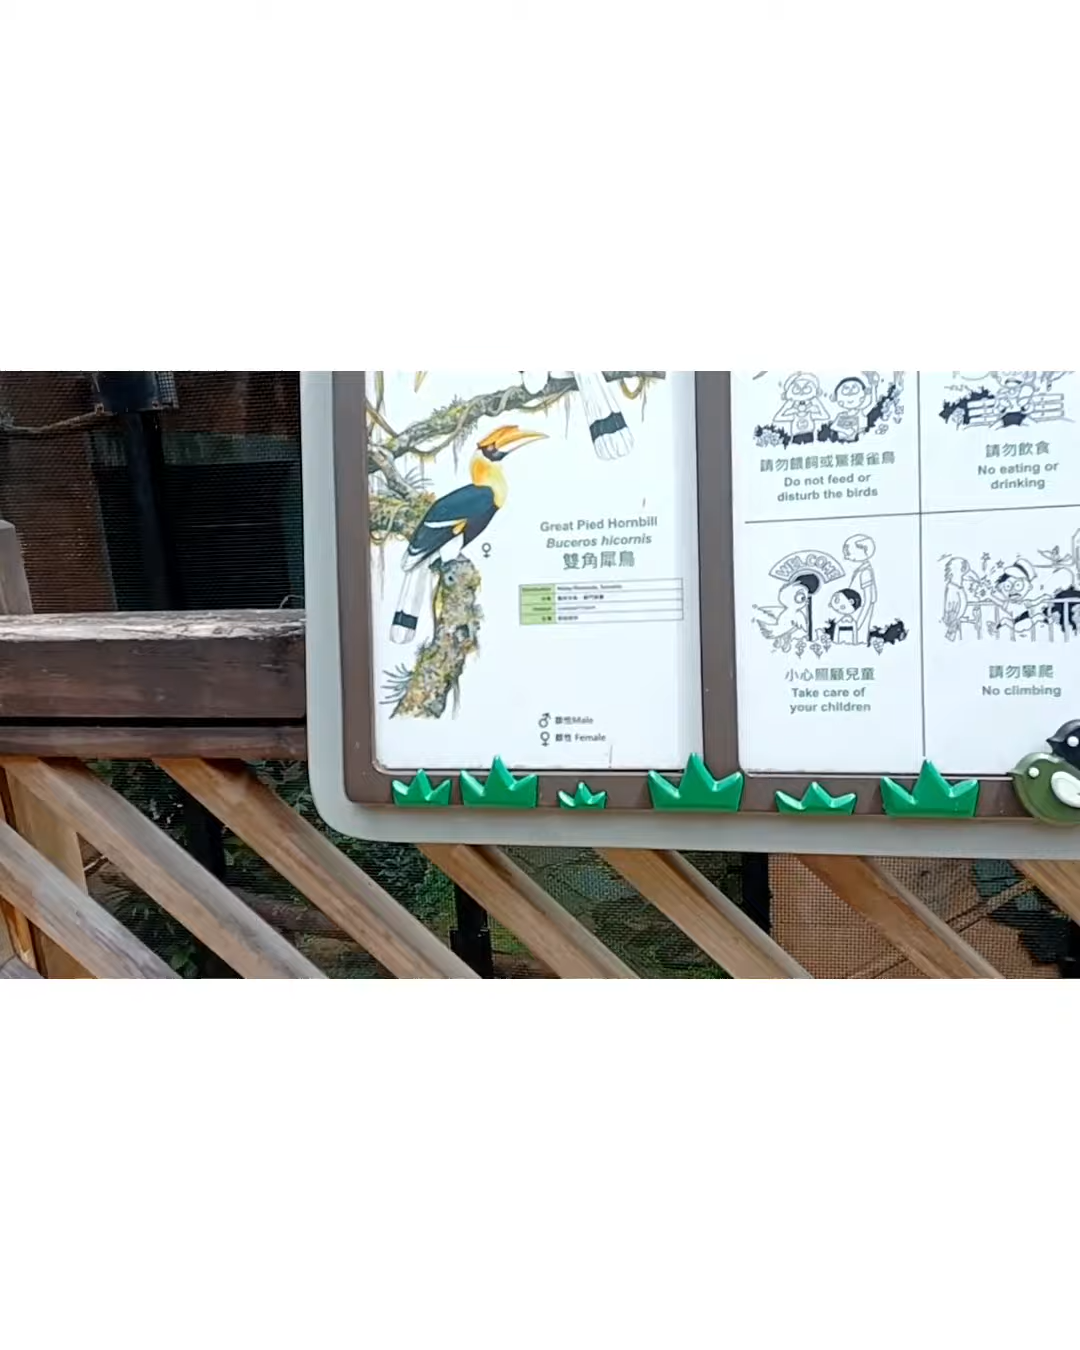 Great Pied Hornbill
Buceros hicornis
雙角犀鳥
♀
♂ 雄性Male
♀ 雌性 Female
請勿餵飼或驚擾雀鳥
Do not feed or
disturb the birds
請勿飲食
No eating or
drinking
WELCOME
小心照顧兒童
Take care of
your children
請勿攀爬
No climbing